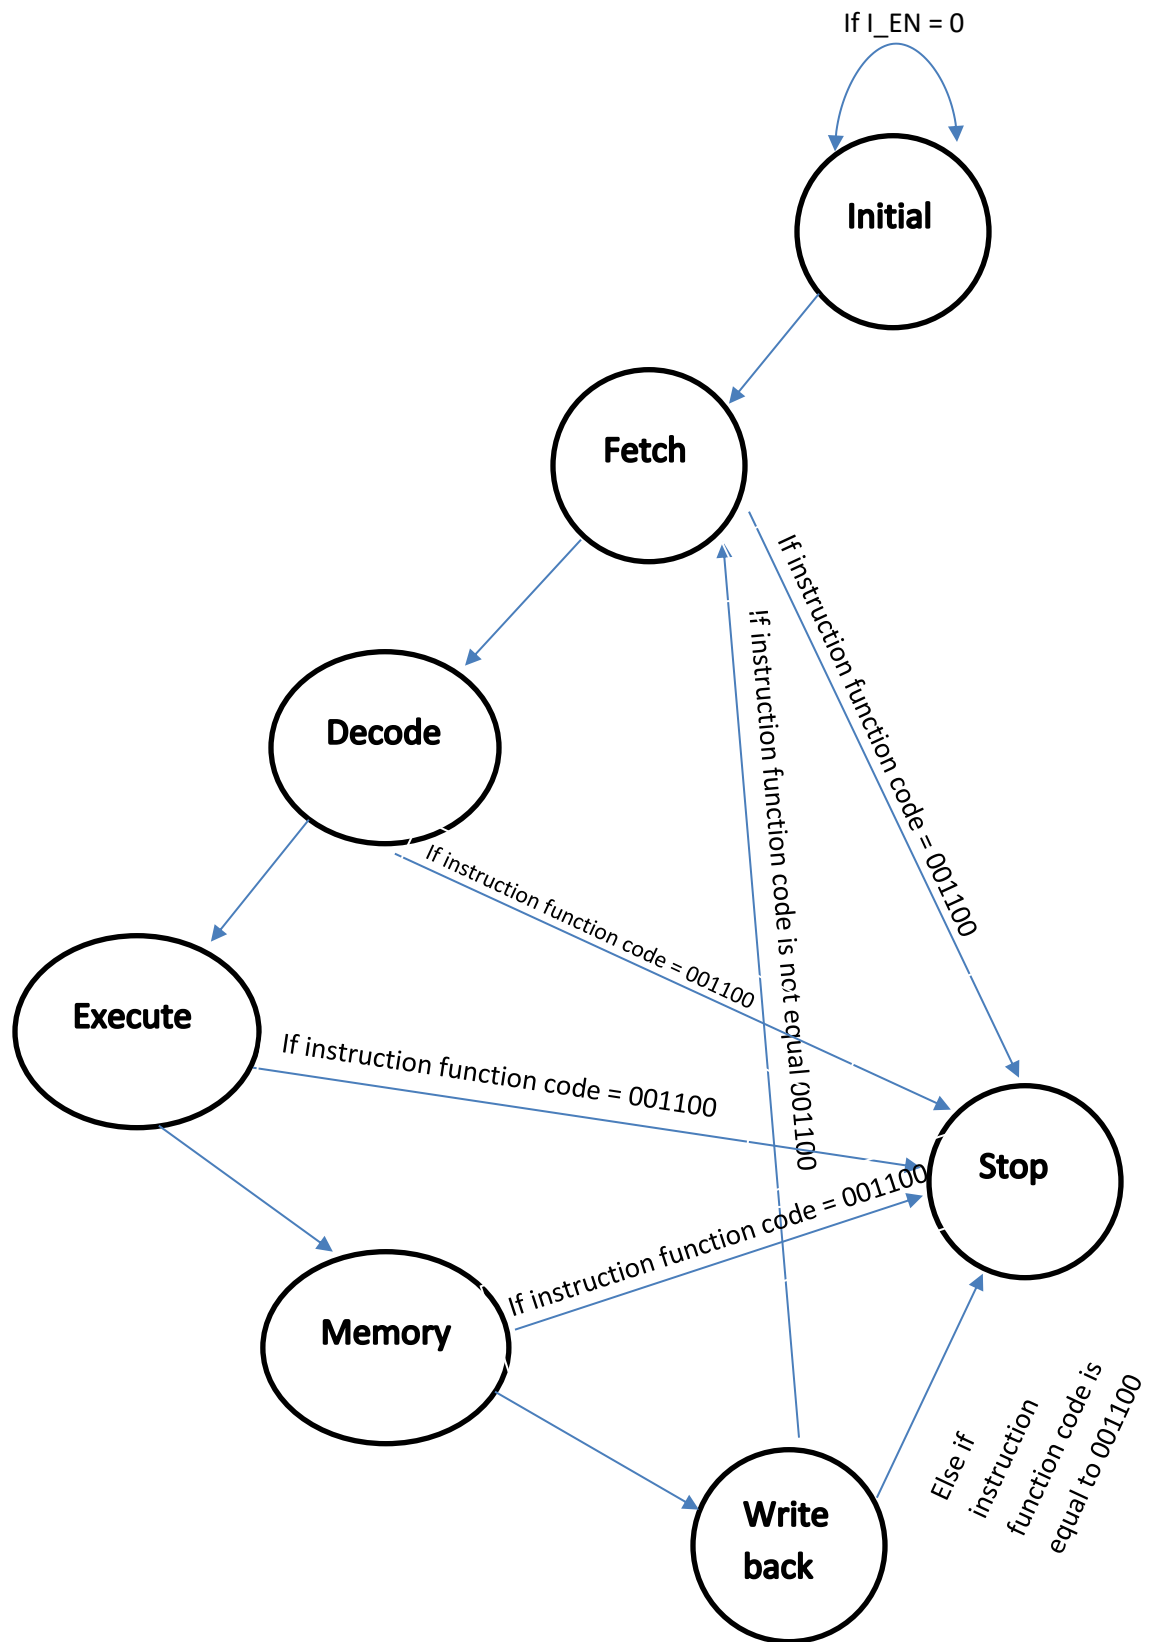 If I_EN = 0
Initial
Fetch
If instruction function code = 001100
If instruction function code is not equal 001100
Decode
If instruction function code = 001100
Execute
If instruction function code = 001100
Stop
If instruction function code = 001100
Memory
Else if
instruction
function code is
equal to 001100
Write
back